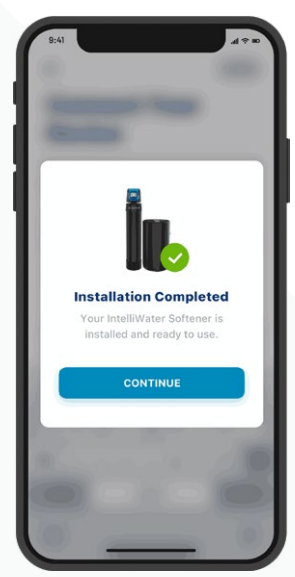 9:41
Installation Completed
Your IntelliWater Softener is
installed and ready to use.
CONTINUE